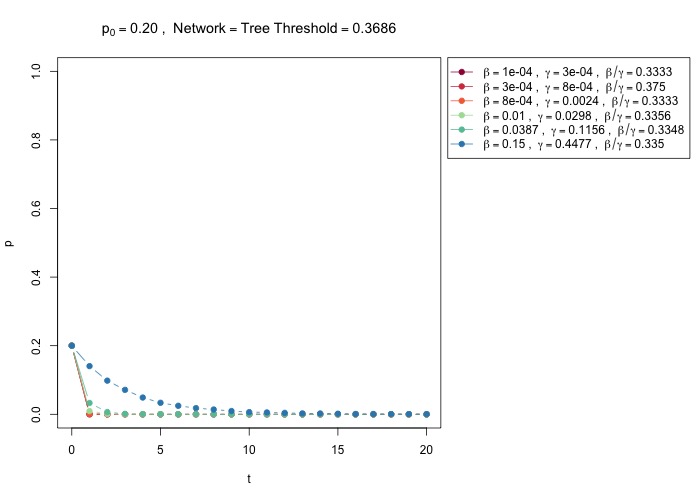 p0 = 0.20 , Network = Tree Threshold = 0.3686
β = 1e-04 , γ = 3e-04 , β/γ = 0.3333
β = 3e-04 , γ = 8e-04 , β/γ = 0.375
β = 8e-04 , γ = 0.0024 , β/γ = 0.3333
β = 0.01 , γ = 0.0298 , β/γ = 0.3356
β = 0.0387 , γ = 0.1156 , β/γ = 0.3348
β = 0.15 , γ = 0.4477 , β/γ = 0.335
1.0
0.8
0.6
0.4
0.2
0.0
p
0 5 10 15 20
t